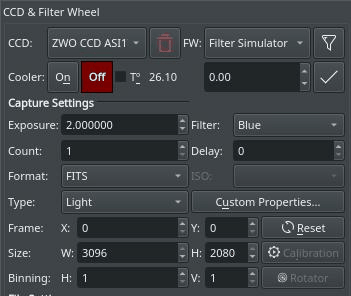 CCD & Filter Wheel
CCD: ZWO CCD ASI1 FW: Filter Simulator
Cooler: On Off T° 26.10 0.00
Capture Settings
Exposure: 2.000000 Filter: Blue
Count: 1 Delay: 0
Format: FITS ISO:
Type: Light Custom Properties...
Frame: X: 0 Y: 0 Reset
Size: W: 3096 H: 2080 Calibration
Binning: H: 1 V: 1 Rotator